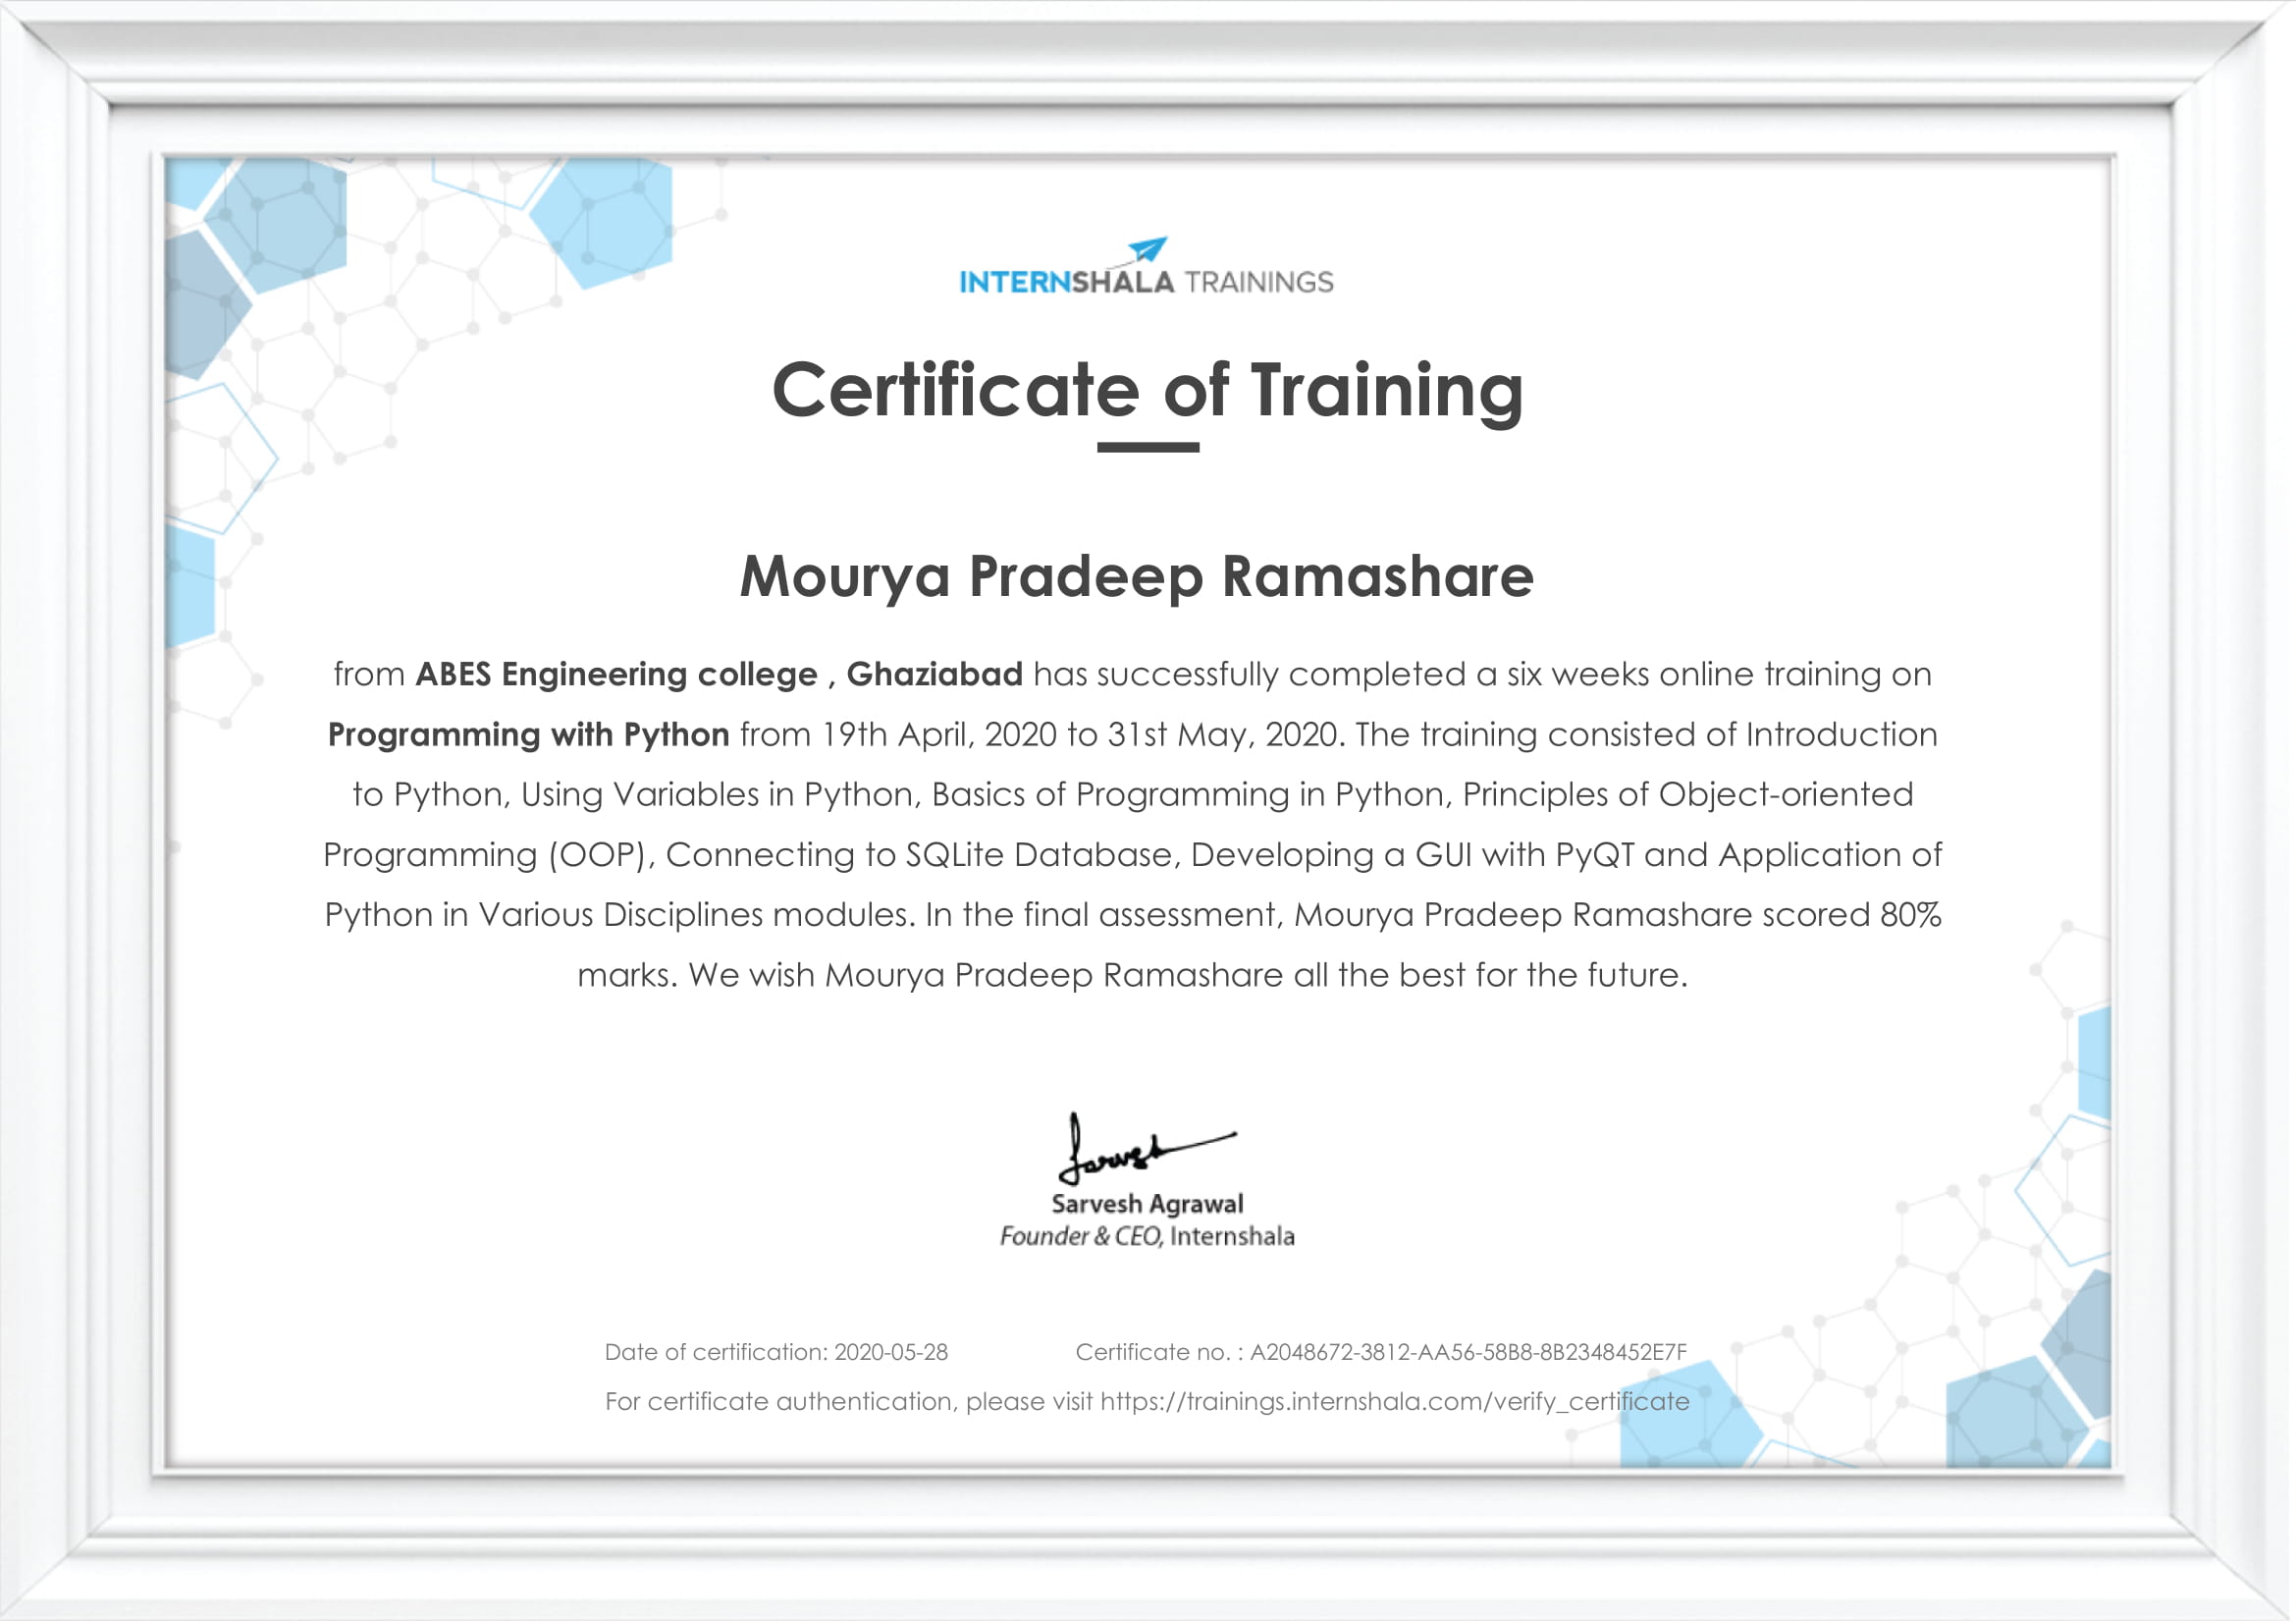 INTERNSHALA TRAININGS
Certificate of Training
Mourya Pradeep Ramashare
from ABES Engineering college , Ghaziabad has successfully completed a six weeks online training on
Programming with Python from 19th April, 2020 to 31st May, 2020. The training consisted of Introduction
to Python, Using Variables in Python, Basics of Programming in Python, Principles of Object-oriented
Programming (OOP), Connecting to SQLite Database, Developing a GUI with PyQT and Application of
Python in Various Disciplines modules. In the final assessment, Mourya Pradeep Ramashare scored 80%
marks. We wish Mourya Pradeep Ramashare all the best for the future.
Sarvesh
Sarvesh Agrawal
Founder & CEO, Internshala
Date of certification: 2020-05-28 Certificate no. : A2048672-3812-AA56-58B8-8B2348452E7F
For certificate authentication, please visit https://trainings.internshala.com/verify_certificate